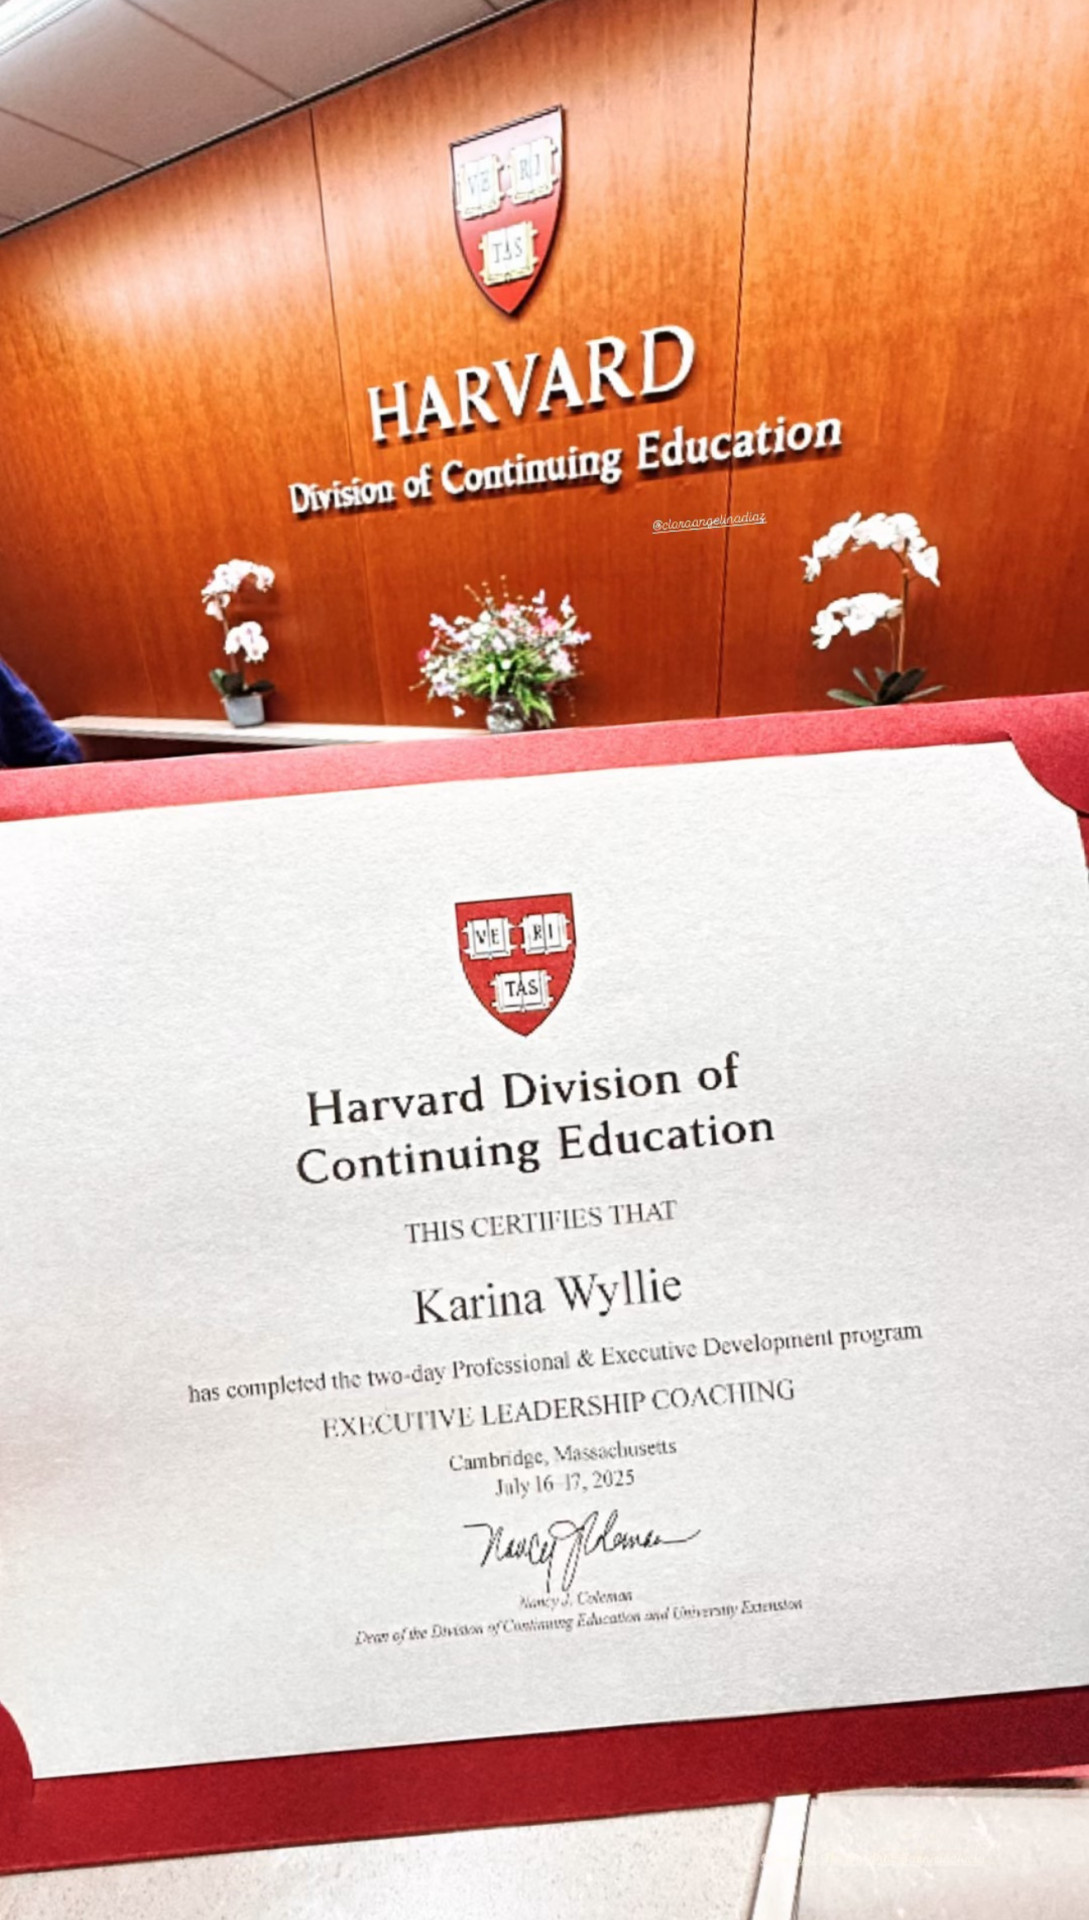 VE RI
TAS
HARVARD
Division of Continuing Education
@claraangelinadiaz
VE RI
TAS
Harvard Division of
Continuing Education
THIS CERTIFIES THAT
Karina Wyllie
has completed the two-day Professional & Executive Development program
EXECUTIVE LEADERSHIP COACHING
Cambridge, Massachusetts
July 16-17, 2025
Nancy J. Coleman
Nancy J. Coleman
Dean of the Division of Continuing Education and University Extension